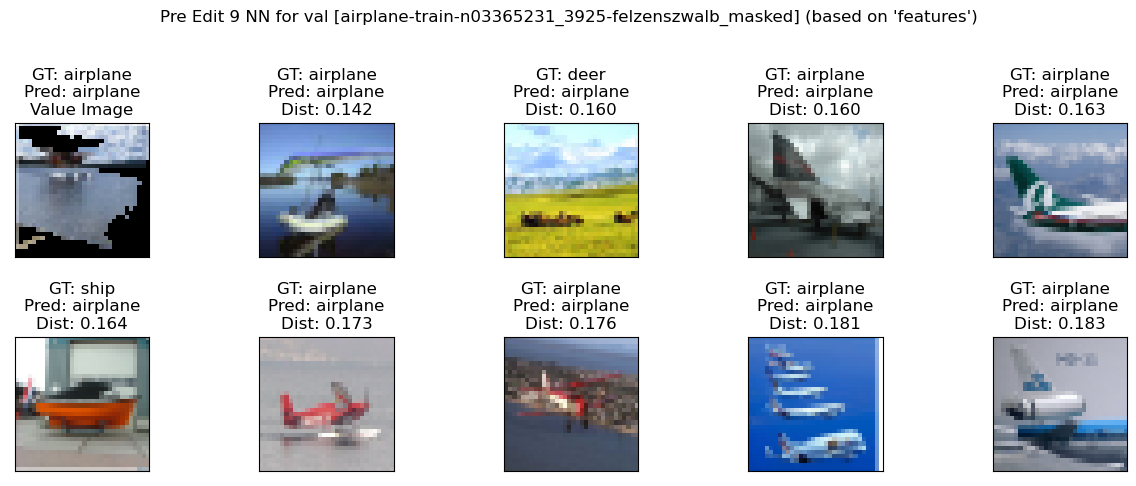 Pre Edit 9 NN for val [airplane-train-n03365231_3925-felzenszwalb_masked] (based on 'features')
GT: airplane
Pred: airplane
Value Image
GT: airplane
Pred: airplane
Dist: 0.142
GT: deer
Pred: airplane
Dist: 0.160
GT: airplane
Pred: airplane
Dist: 0.160
GT: airplane
Pred: airplane
Dist: 0.163
GT: ship
Pred: airplane
Dist: 0.164
GT: airplane
Pred: airplane
Dist: 0.173
GT: airplane
Pred: airplane
Dist: 0.176
GT: airplane
Pred: airplane
Dist: 0.181
GT: airplane
Pred: airplane
Dist: 0.183